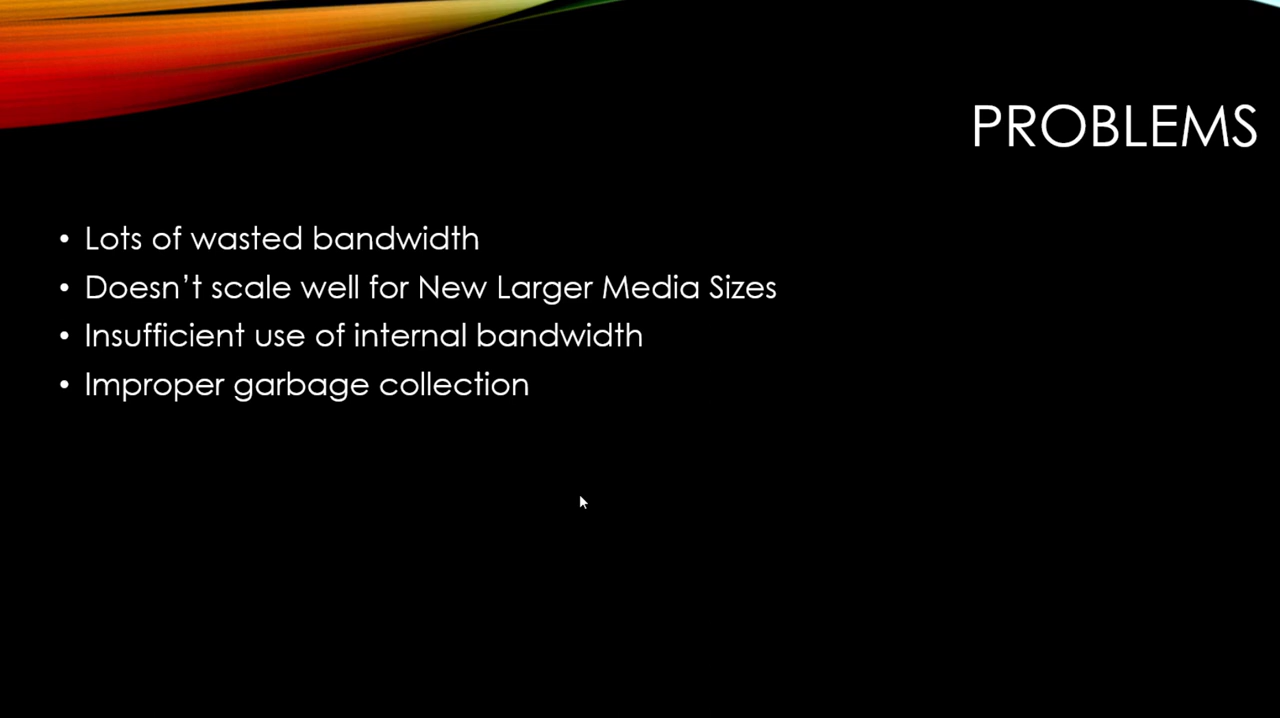 PROBLEMS
• Lots of wasted bandwidth
• Doesn’t scale well for New Larger Media Sizes
• Insufficient use of internal bandwidth
• Improper garbage collection